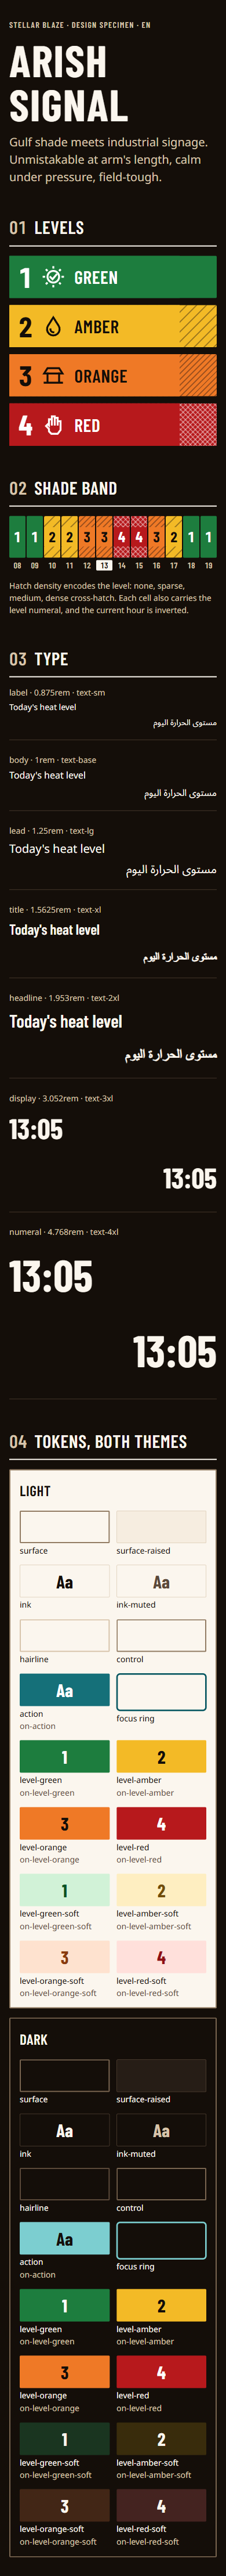 STELLAR BLAZE · DESIGN SPECIMEN · EN
ARISH
SIGNAL
Gulf shade meets industrial signage.
Unmistakable at arm's length, calm
under pressure, field-tough.
01 LEVELS
1 GREEN
2 AMBER
3 ORANGE
4 RED
02 SHADE BAND
1 1 2 2 3 3 4 4 3 2 1 1
08 09 10 11 12 13 14 15 16 17 18 19
Hatch density encodes the level: none, sparse,
medium, dense cross-hatch. Each cell also carries the
level numeral, and the current hour is inverted.
03 TYPE
label · 0.875rem · text-sm
Today's heat level
مستوى الحرارة اليوم
body · 1rem · text-base
Today's heat level
مستوى الحرارة اليوم
lead · 1.25rem · text-lg
Today's heat level
مستوى الحرارة اليوم
title · 1.5625rem · text-xl
Today's heat level
مستوى الحرارة اليوم
headline · 1.953rem · text-2xl
Today's heat level
مستوى الحرارة اليوم
display · 3.052rem · text-3xl
13:05
13:05
numeral · 4.768rem · text-4xl
13:05
13:05
04 TOKENS, BOTH THEMES
LIGHT
surface surface-raised
Aa Aa
ink ink-muted
hairline control
Aa
action focus ring
on-action
1 2
level-green level-amber
on-level-green on-level-amber
3 4
level-orange level-red
on-level-orange on-level-red
1 2
level-green-soft level-amber-soft
on-level-green-soft on-level-amber-soft
3 4
level-orange-soft level-red-soft
on-level-orange-soft on-level-red-soft
DARK
surface surface-raised
Aa Aa
ink ink-muted
hairline control
Aa
action focus ring
on-action
1 2
level-green level-amber
on-level-green on-level-amber
3 4
level-orange level-red
on-level-orange on-level-red
1 2
level-green-soft level-amber-soft
on-level-green-soft on-level-amber-soft
3 4
level-orange-soft level-red-soft
on-level-orange-soft on-level-red-soft